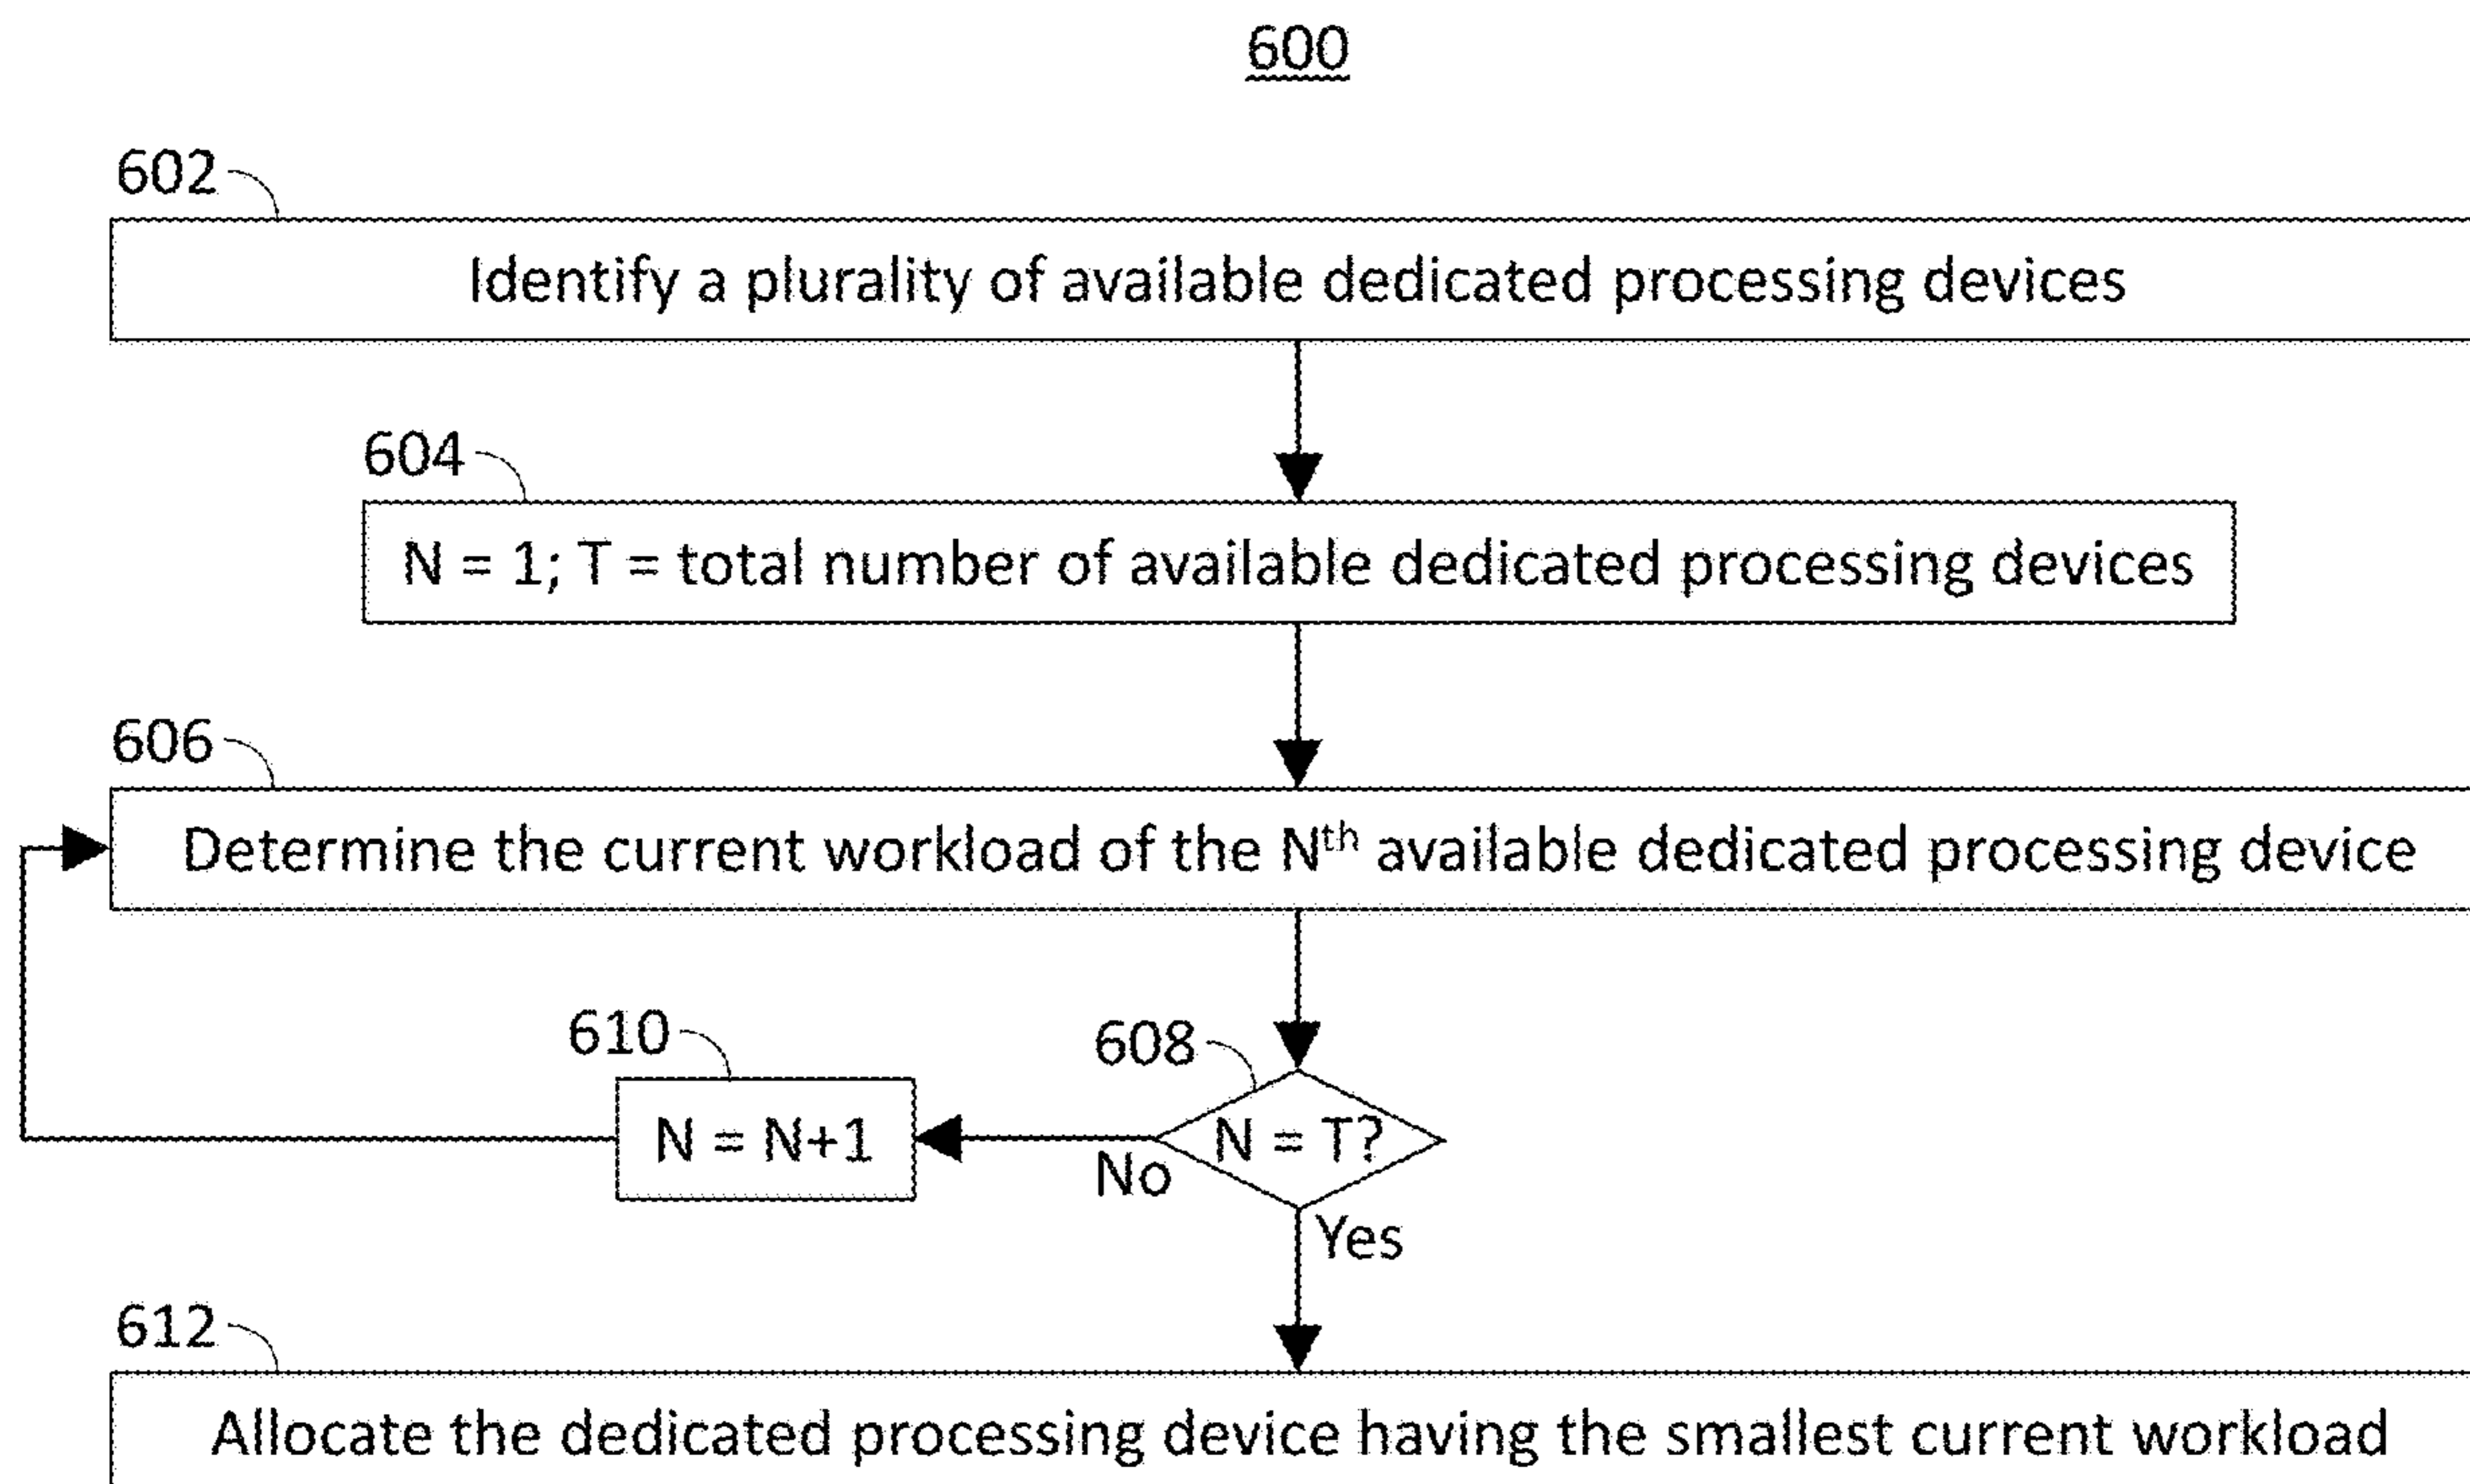 600
602
Identify a plurality of available dedicated processing devices
604
N = 1; T = total number of available dedicated processing devices
606
Determine the current workload of the Nth available dedicated processing device
610
608
N = N+1
N = T?
No
Yes
612
Allocate the dedicated processing device having the smallest current workload